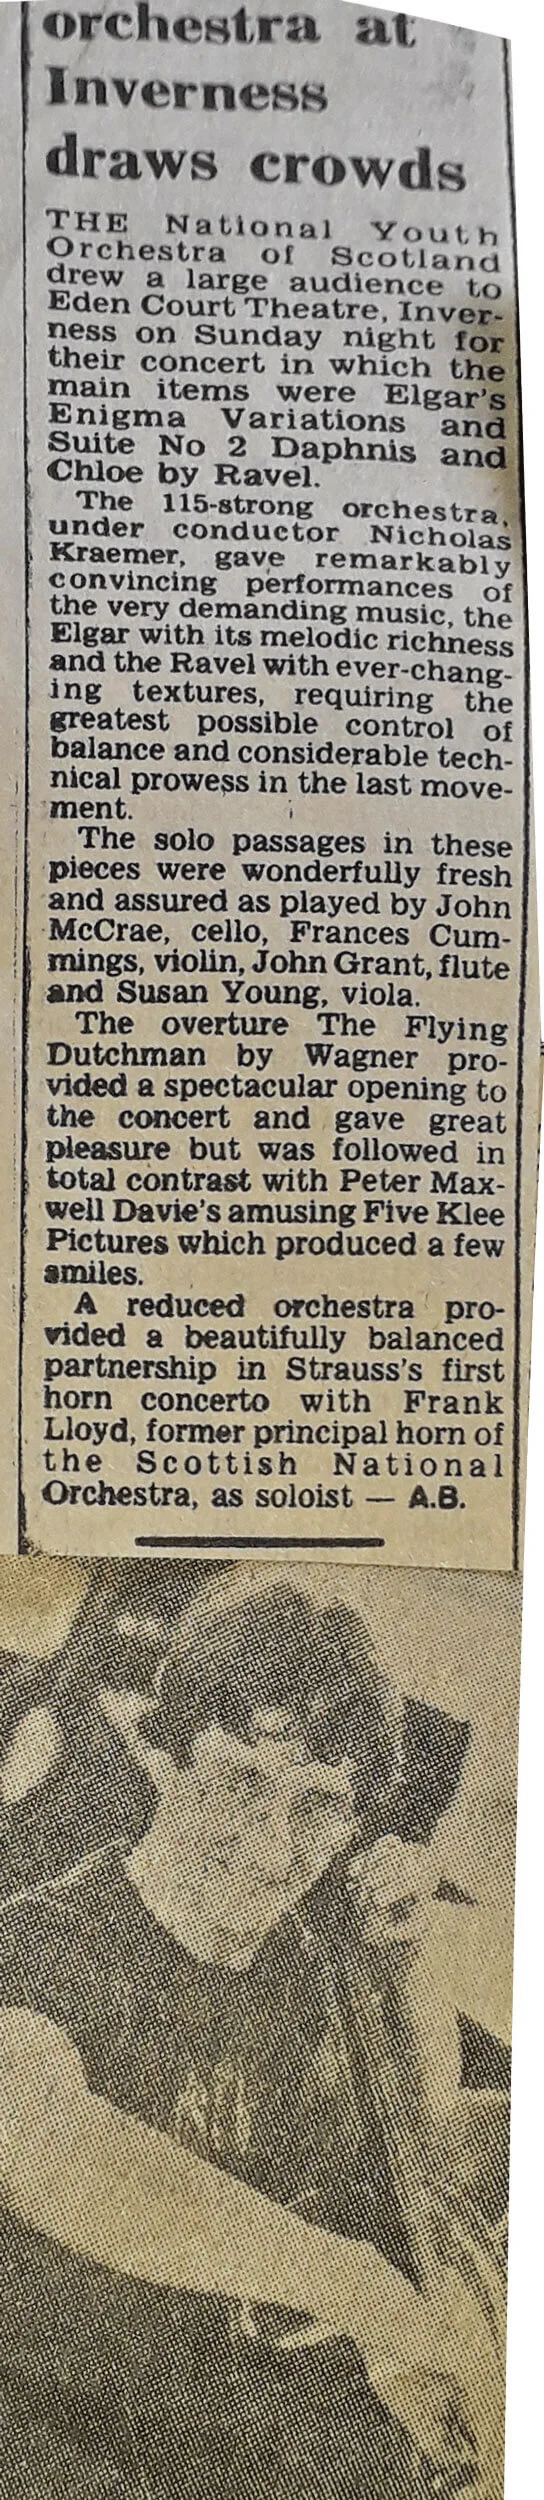 orchestra at
Inverness
draws crowds
THE National Youth
Orchestra of Scotland
drew a large audience to
Eden Court Theatre, Inver-
ness on Sunday night for
their concert in which the
main items were Elgar's
Enigma Variations and
Suite No 2 Daphnis and
Chloe by Ravel.
The 115-strong orchestra,
under conductor Nicholas
Kraemer, gave remarkably
convincing performances of
the very demanding music, the
Elgar with its melodic richness
and the Ravel with ever-chang-
ing textures, requiring the
greatest possible control of
balance and considerable tech-
nical prowess in the last move-
ment.
The solo passages in these
pieces were wonderfully fresh
and assured as played by John
McCrae, cello, Frances Cum-
mings, violin, John Grant, flute
and Susan Young, viola.
The overture The Flying
Dutchman by Wagner pro-
vided a spectacular opening to
the concert and gave great
pleasure but was followed in
total contrast with Peter Max-
well Davie's amusing Five Klee
Pictures which produced a few
smiles.
A reduced orchestra pro-
vided a beautifully balanced
partnership in Strauss's first
horn concerto with Frank
Lloyd, former principal horn of
the Scottish National
Orchestra, as soloist — A.B.